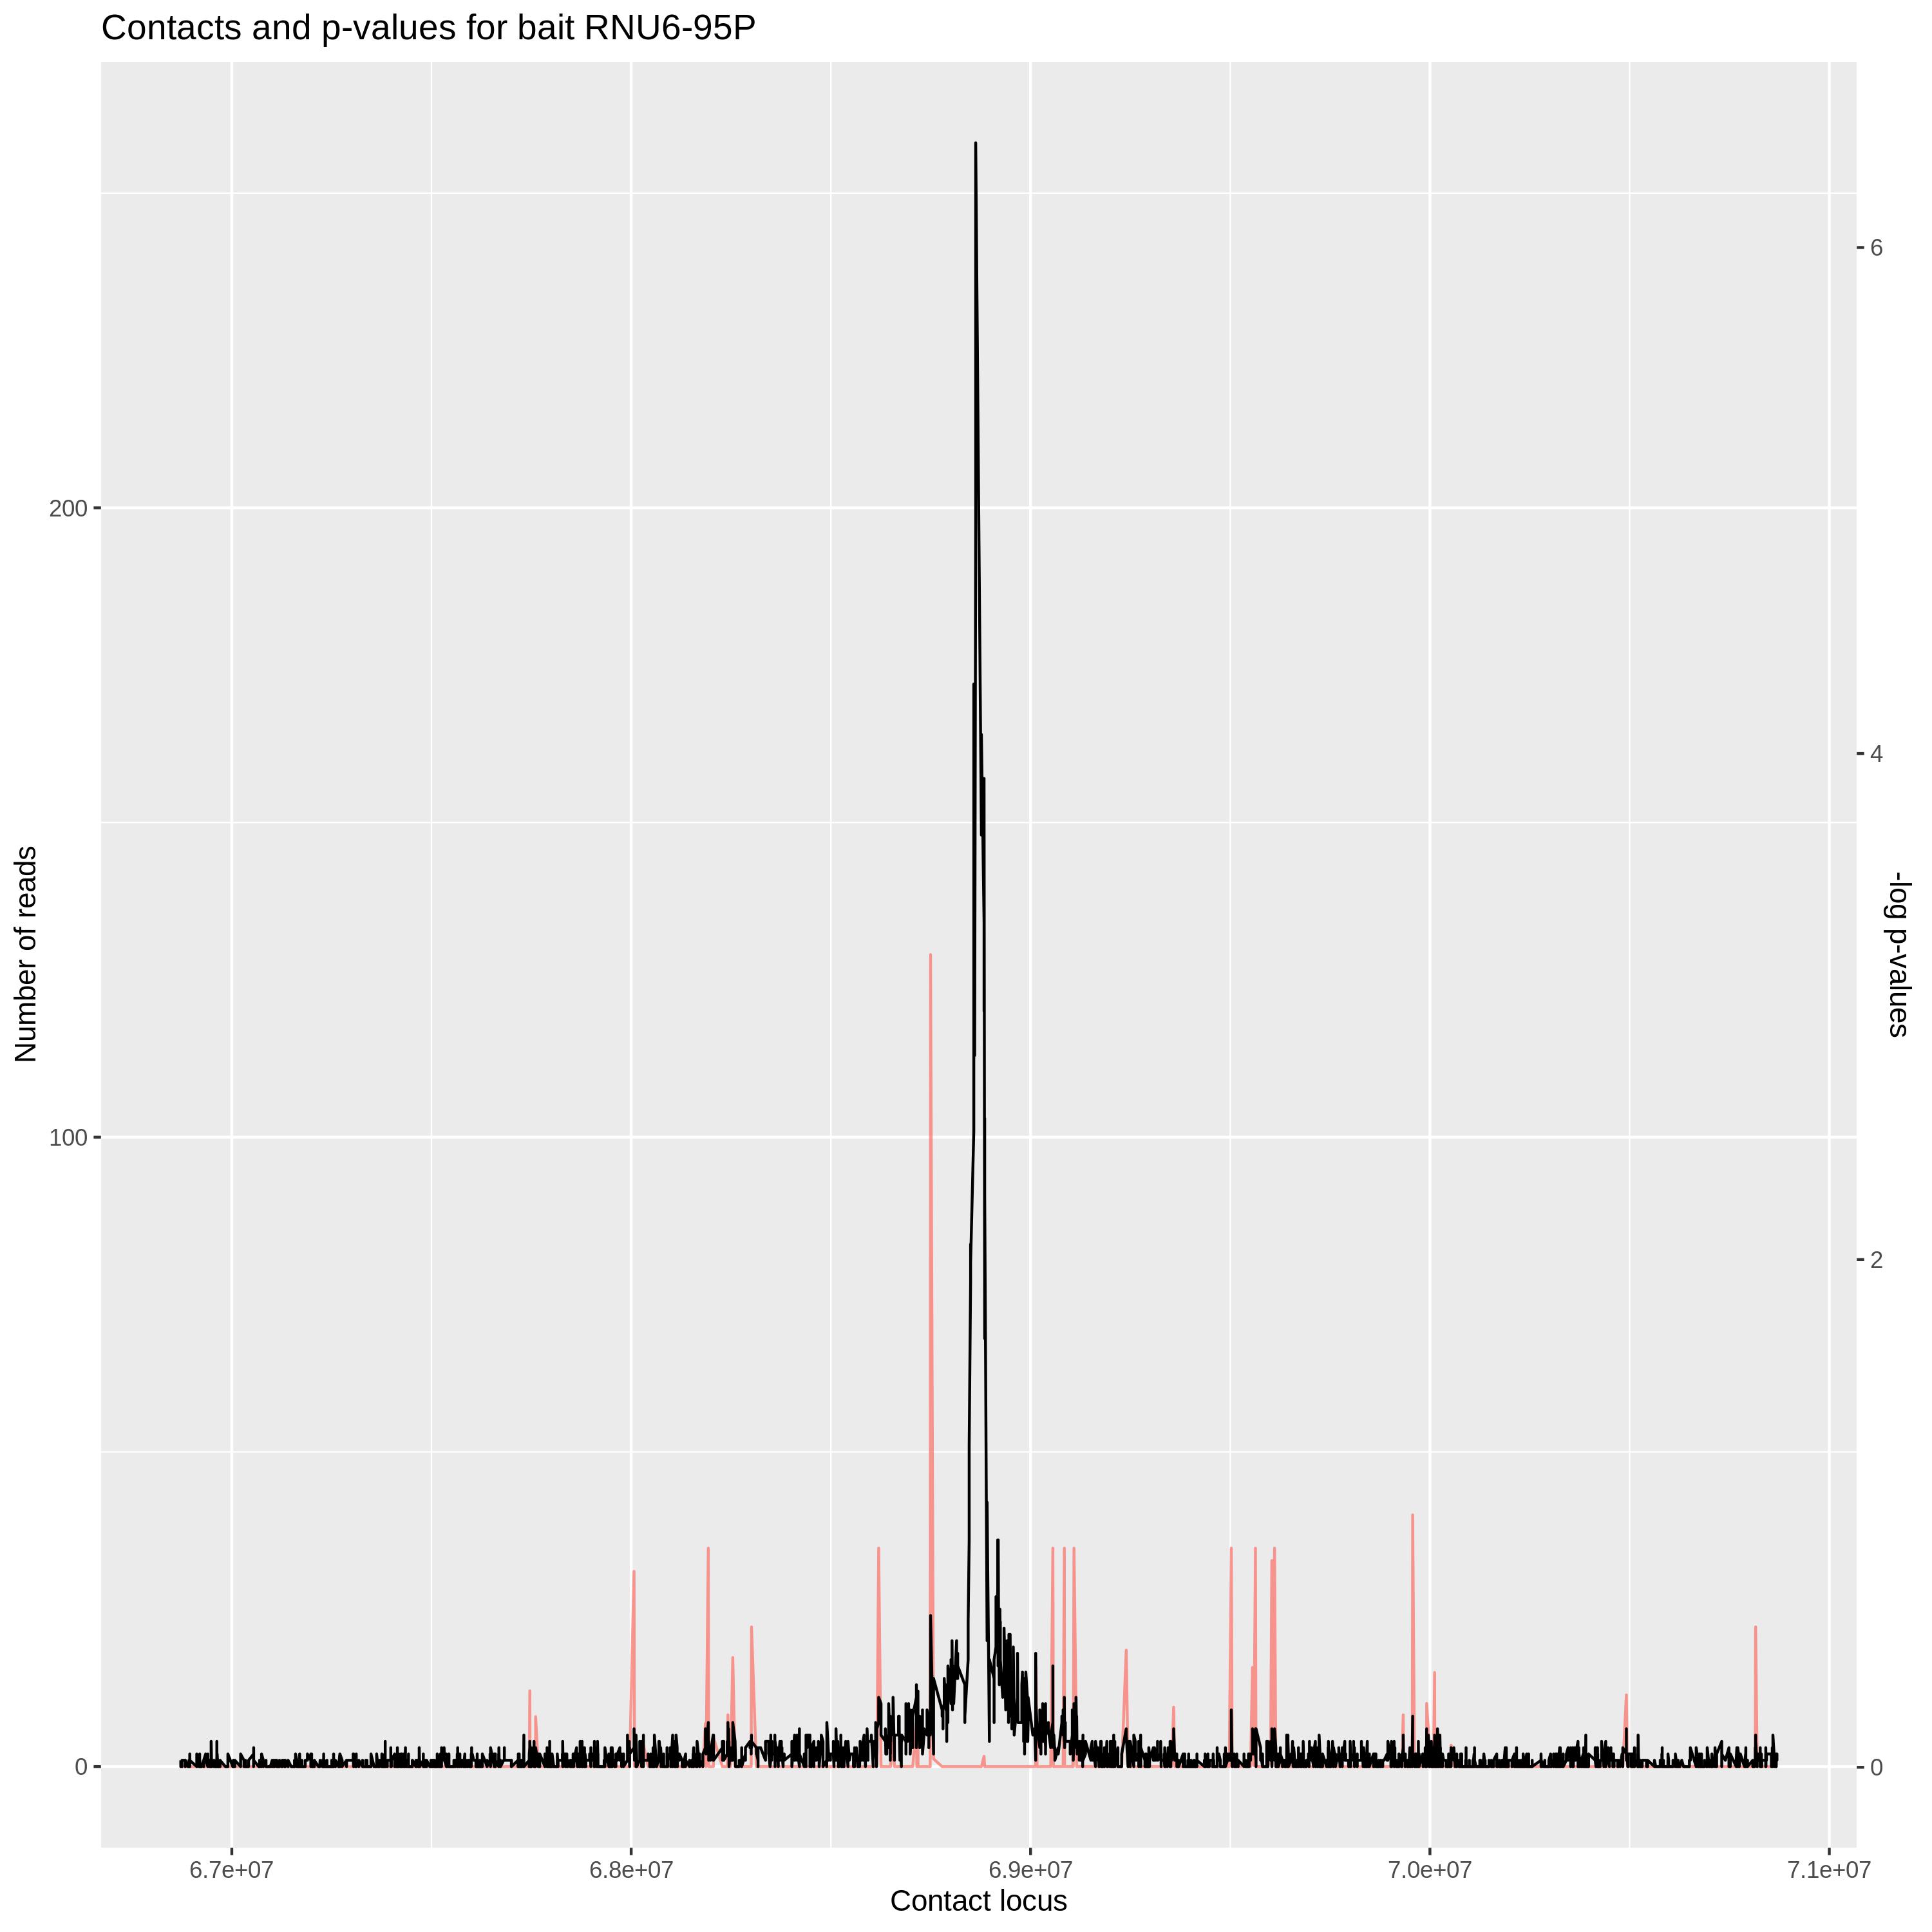 Contacts and p-values for bait RNU6-95P
Number of reads
200
100
0
6
4
2
0
-log p-values
6.7e+07 6.8e+07 6.9e+07 7.0e+07 7.1e+07
Contact locus